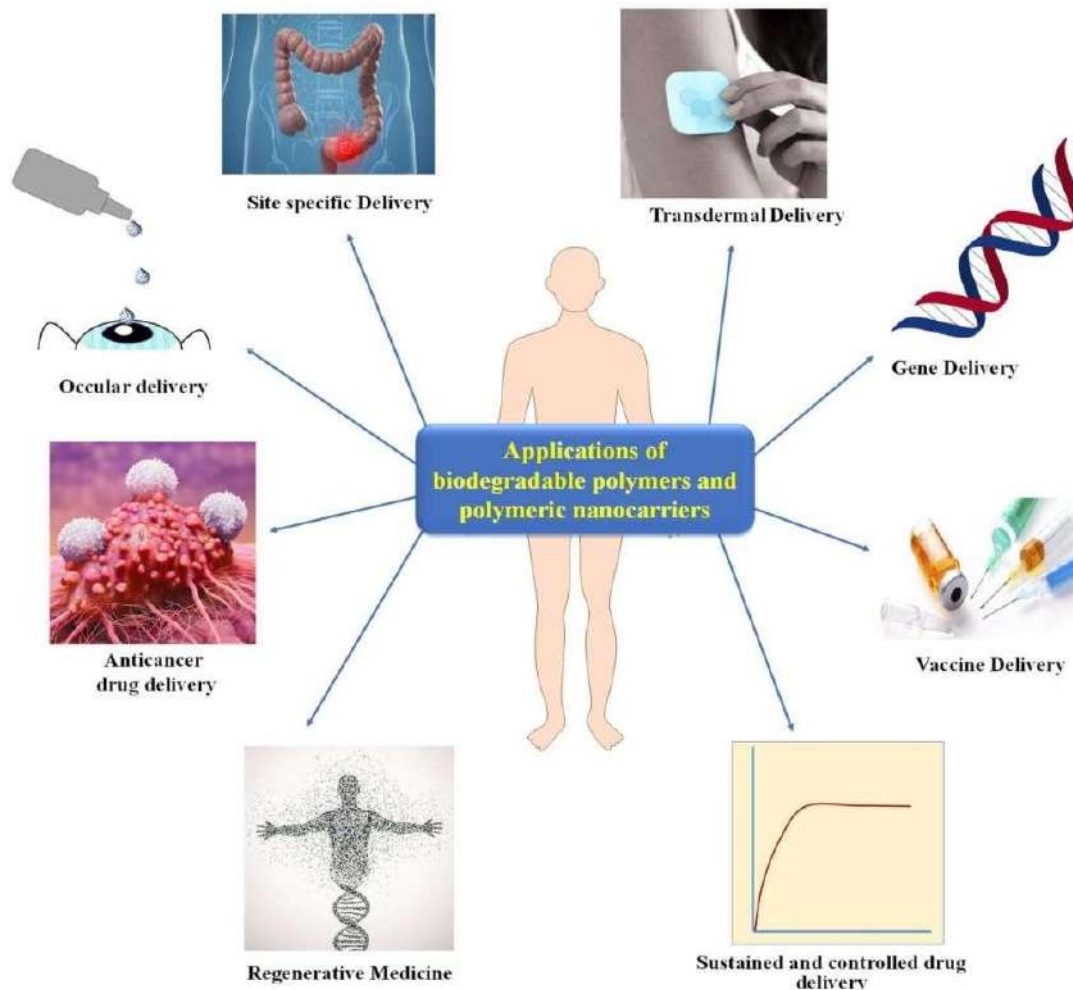 Site specific Delivery
Transdermal Delivery
Occular delivery
Gene Delivery
Applications of
biodegradable polymers and
polymeric nanocarriers
Anticancer
drug delivery
Vaccine Delivery
Regenerative Medicine
Sustained and controlled drug
delivery